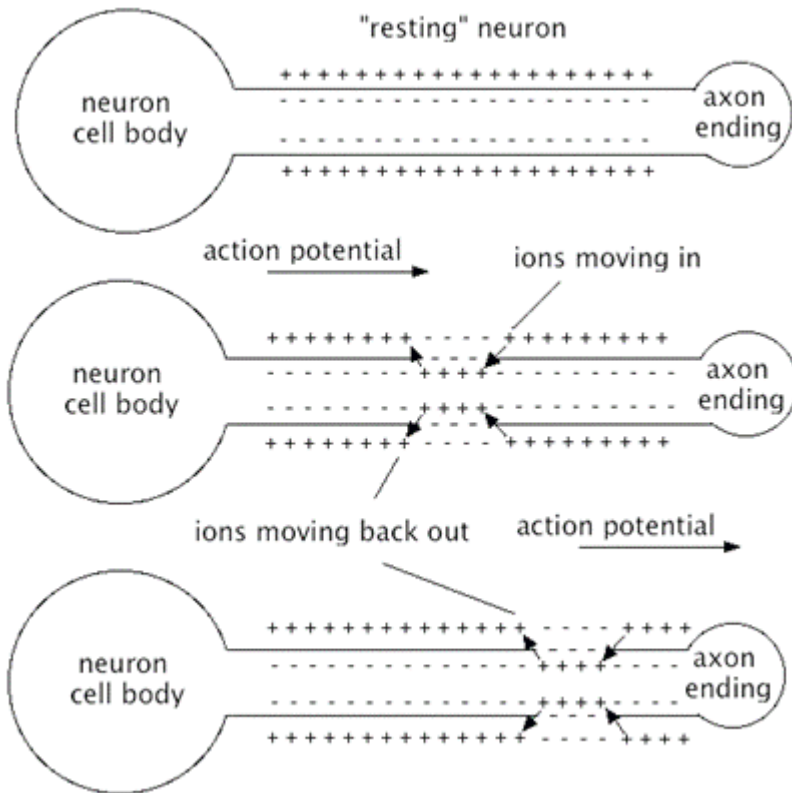 "resting" neuron
neuron
cell body
+ + + + + + + + + + + + + + + + + + + +
- - - - - - - - - - - - - - - - - - - -
- - - - - - - - - - - - - - - - - - - -
+ + + + + + + + + + + + + + + + + + + +
axon
ending
action potential
ions moving in
neuron
cell body
+ + + + + + + + - - - - + + + + + + + + +
- - - - - - - + + + + - - - - - - - - - - -
- - - - - - - + + + + - - - - - - - - - - -
+ + + + + + + + - - - - + + + + + + + + +
axon
ending
ions moving back out
action potential
neuron
cell body
+ + + + + + + + + + + + + + - - - - + + + +
- - - - - - - - - - - - - + + + + - - - -
- - - - - - - - - - - - - + + + + - - - -
+ + + + + + + + + + + + + + - - - - + + + +
axon
ending